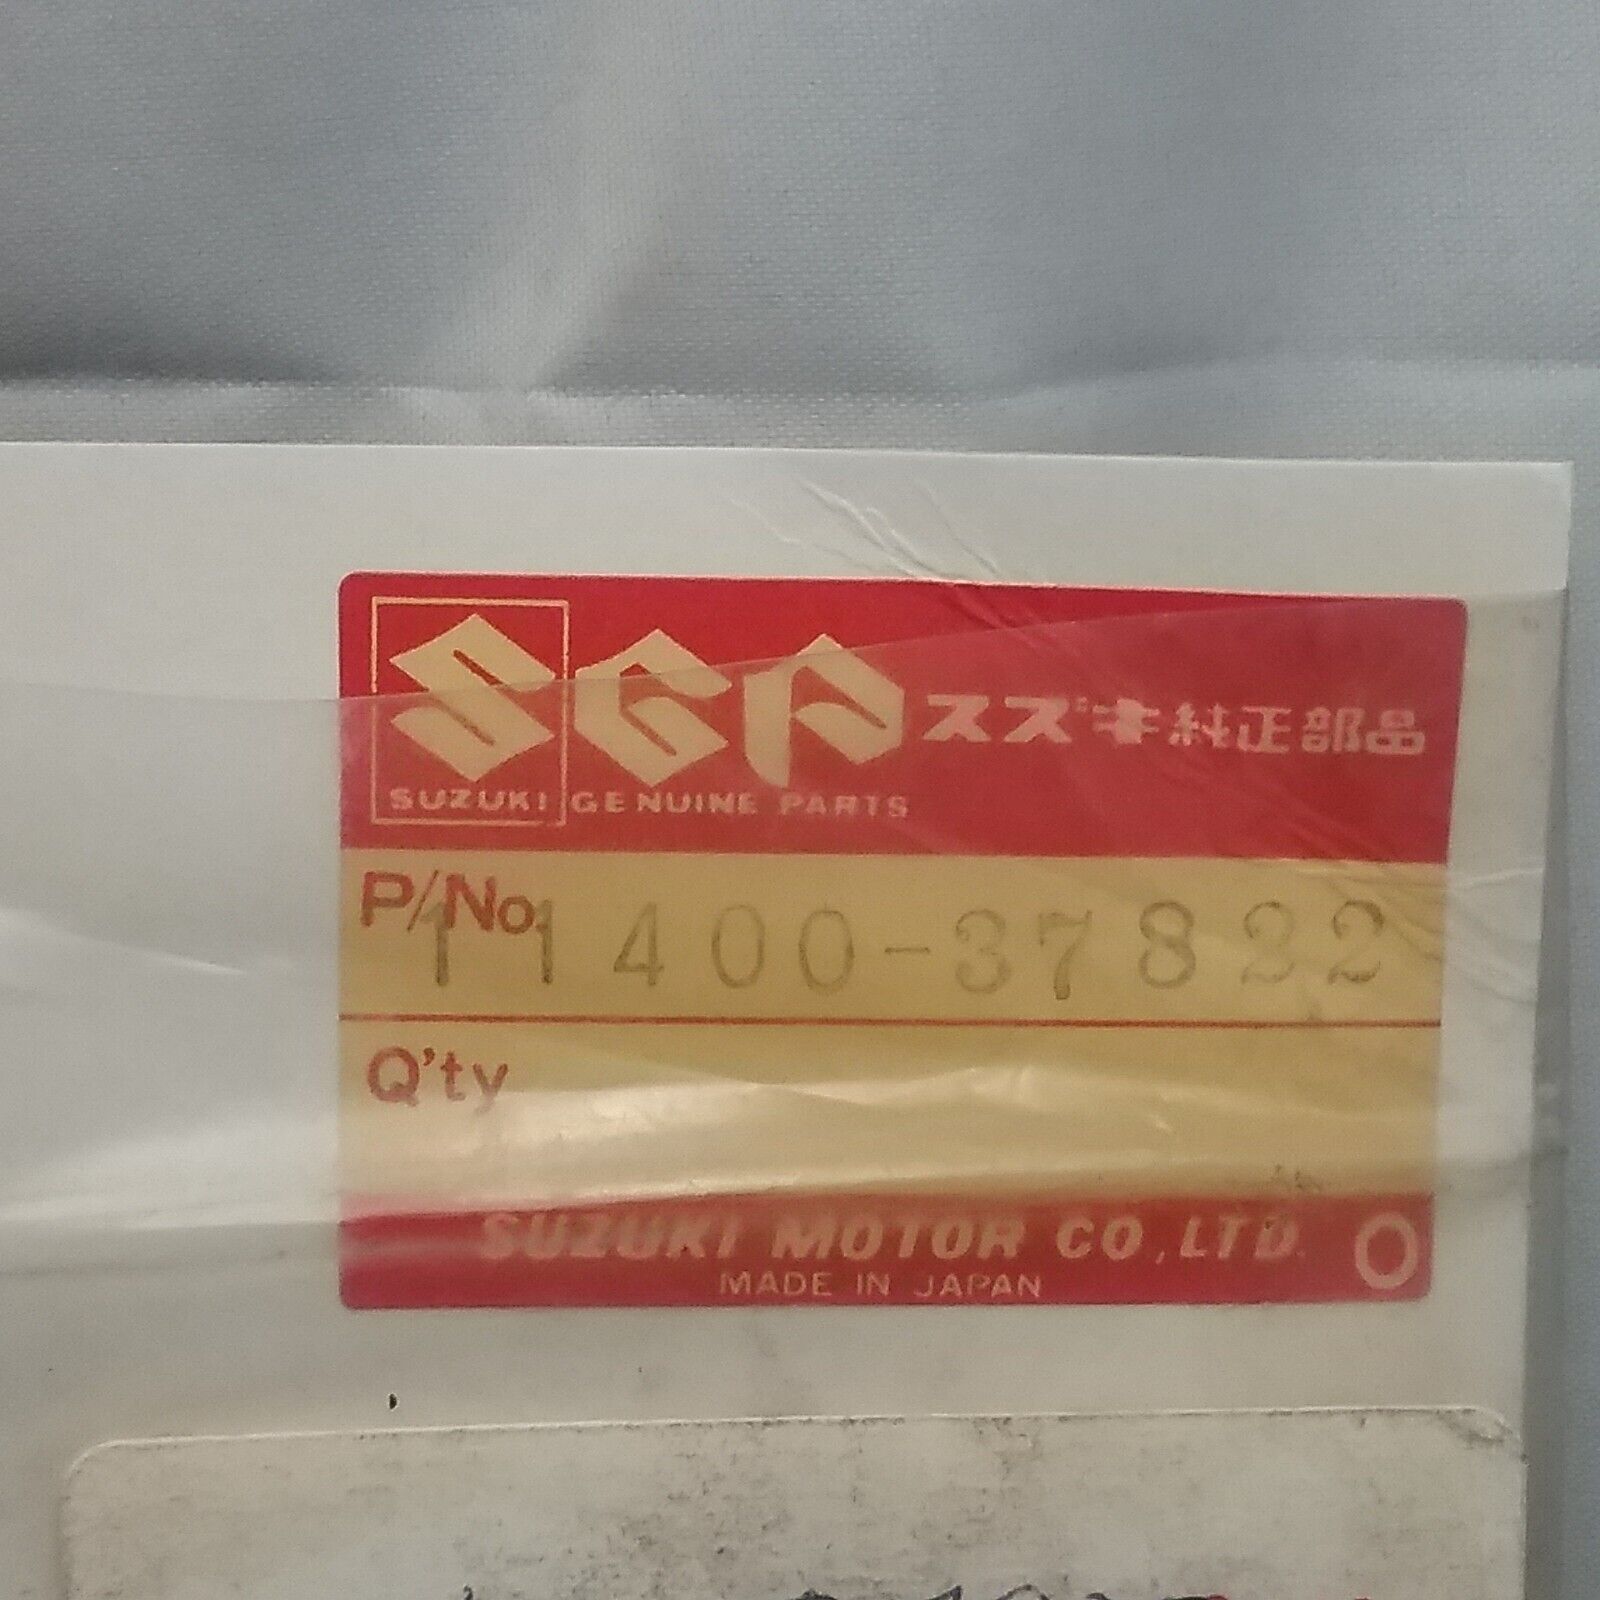 SGP スズキ純正部品
SUZUKI GENUINE PARTS
P/No. 11400-37822
Q'ty
SUZUKI MOTOR CO., LTD. O
MADE IN JAPAN